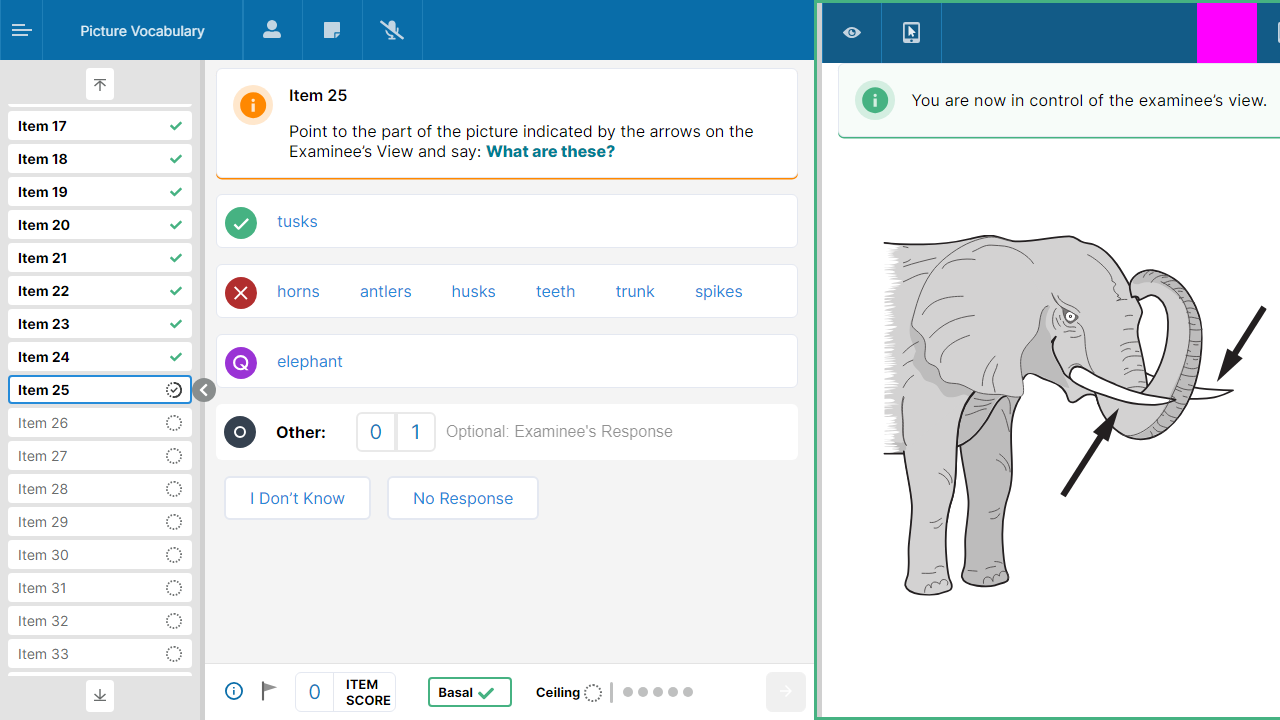 Picture Vocabulary
Item 17
Item 18
Item 19
Item 20
Item 21
Item 22
Item 23
Item 24
Item 25
Item 26
Item 27
Item 28
Item 29
Item 30
Item 31
Item 32
Item 33
Item 25
Point to the part of the picture indicated by the arrows on the
Examinee’s View and say: What are these?
tusks
horns antlers husks teeth trunk spikes
Q elephant
Other: 0 1 Optional: Examinee's Response
I Don’t Know No Response
0 ITEM SCORE Basal Ceiling
You are now in control of the examinee’s view.